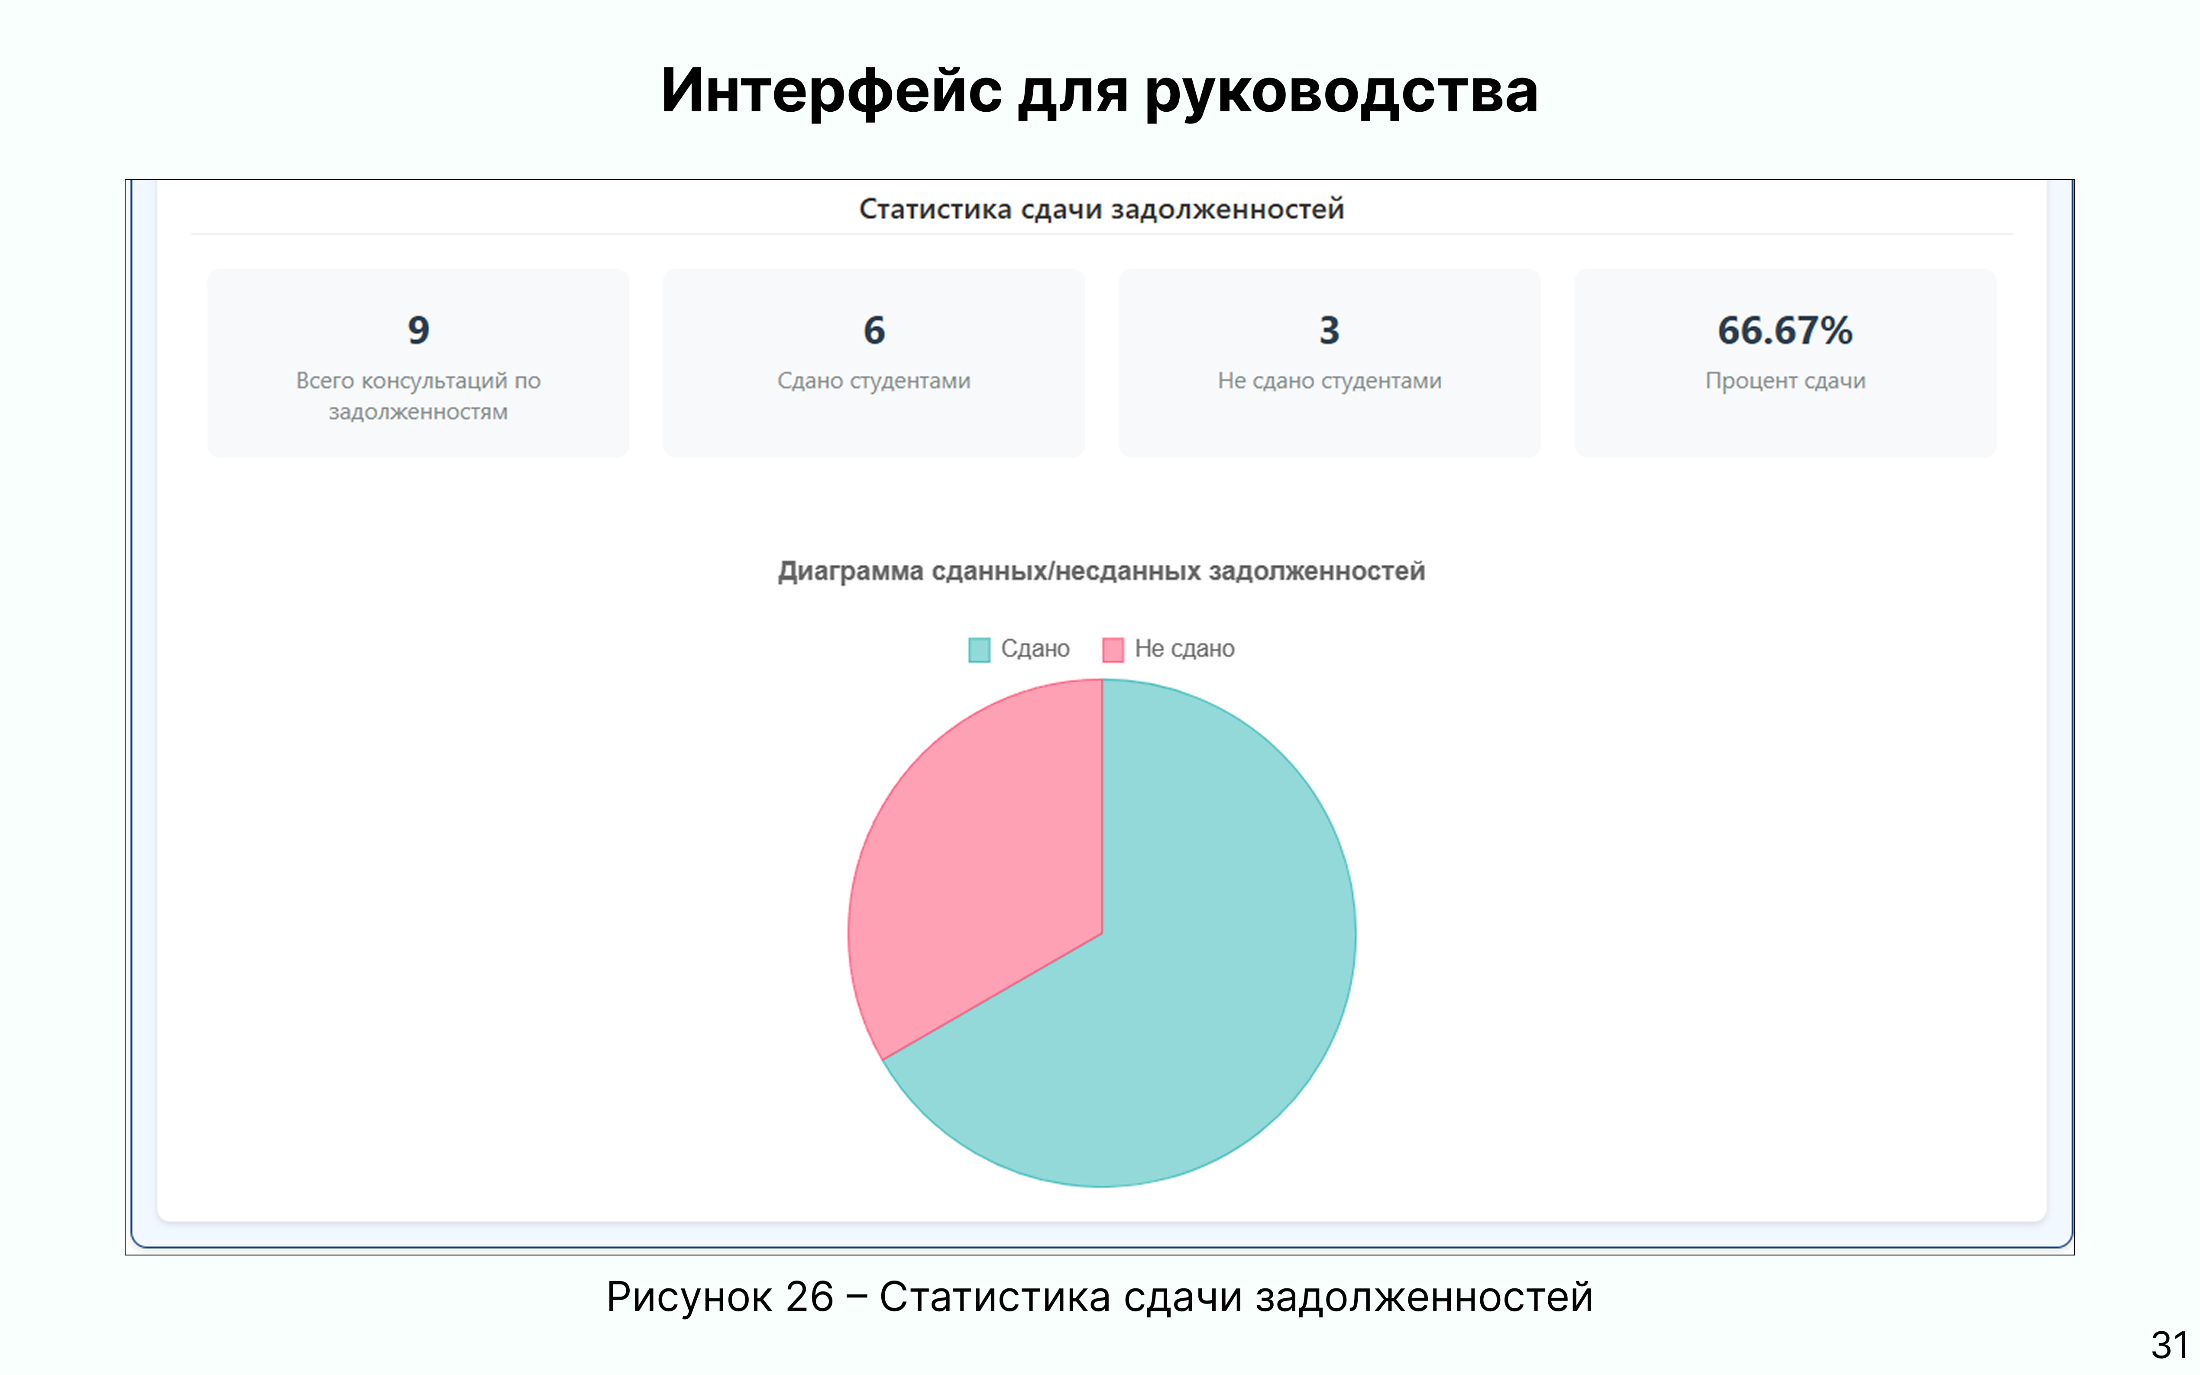 Интерфейс для руководства
Статистика сдачи задолженностей
9
Всего консультаций по
задолженностям
6
Сдано студентами
3
Не сдано студентами
66.67%
Процент сдачи
Диаграмма сданных/несданных задолженностей
Сдано
Не сдано
Рисунок 26 – Статистика сдачи задолженностей
31